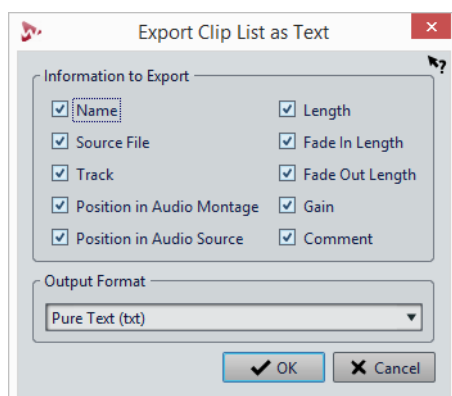 Export Clip List as Text
Information to Export
Name
Length
Source File
Fade In Length
Track
Fade Out Length
Position in Audio Montage
Gain
Position in Audio Source
Comment
Output Format
Pure Text (txt)
OK
Cancel